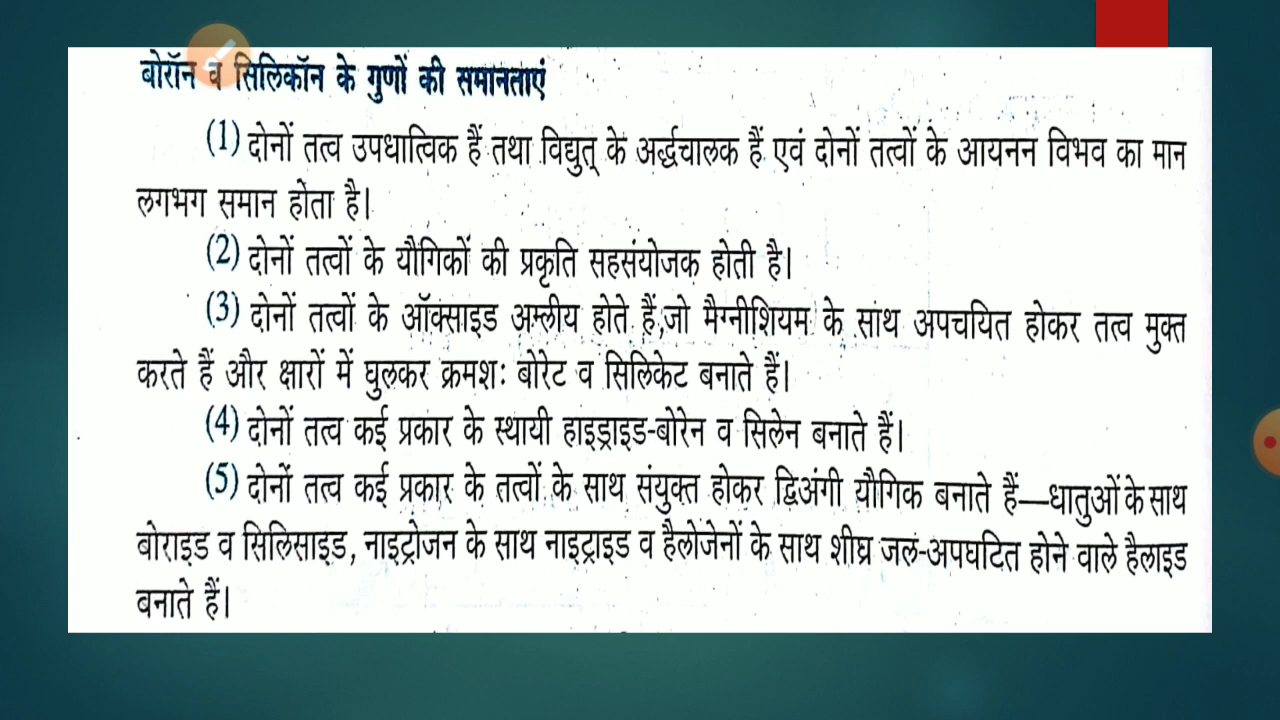 बोरॉन व सिलिकॉन के गुणों की समानताएं
(1) दोनों तत्व उपधात्विक हैं तथा विद्युत् के अर्द्धचालक हैं एवं दोनों तत्वों के आयनन विभव का मान
लगभग समान होता है।
(2) दोनों तत्वों के यौगिकों की प्रकृति सहसंयोजक होती है।
(3) दोनों तत्वों के ऑक्साइड अम्लीय होते हैं,जो मैग्नीशियम के साथ अपचयित होकर तत्व मुक्त
करते हैं और क्षारों में घुलकर क्रमशः बोरेट व सिलिकेट बनाते हैं।
(4) दोनों तत्व कई प्रकार के स्थायी हाइड्राइड-बोरेन व सिलेन बनाते हैं।
(5) दोनों तत्व कई प्रकार के तत्वों के साथ संयुक्त होकर द्विअंगी यौगिक बनाते हैं—धातुओं के साथ
बोराइड व सिलिसाइड, नाइट्रोजन के साथ नाइट्राइड व हैलोजेनों के साथ शीघ्र जल-अपघटित होने वाले हैलाइड
बनाते हैं।